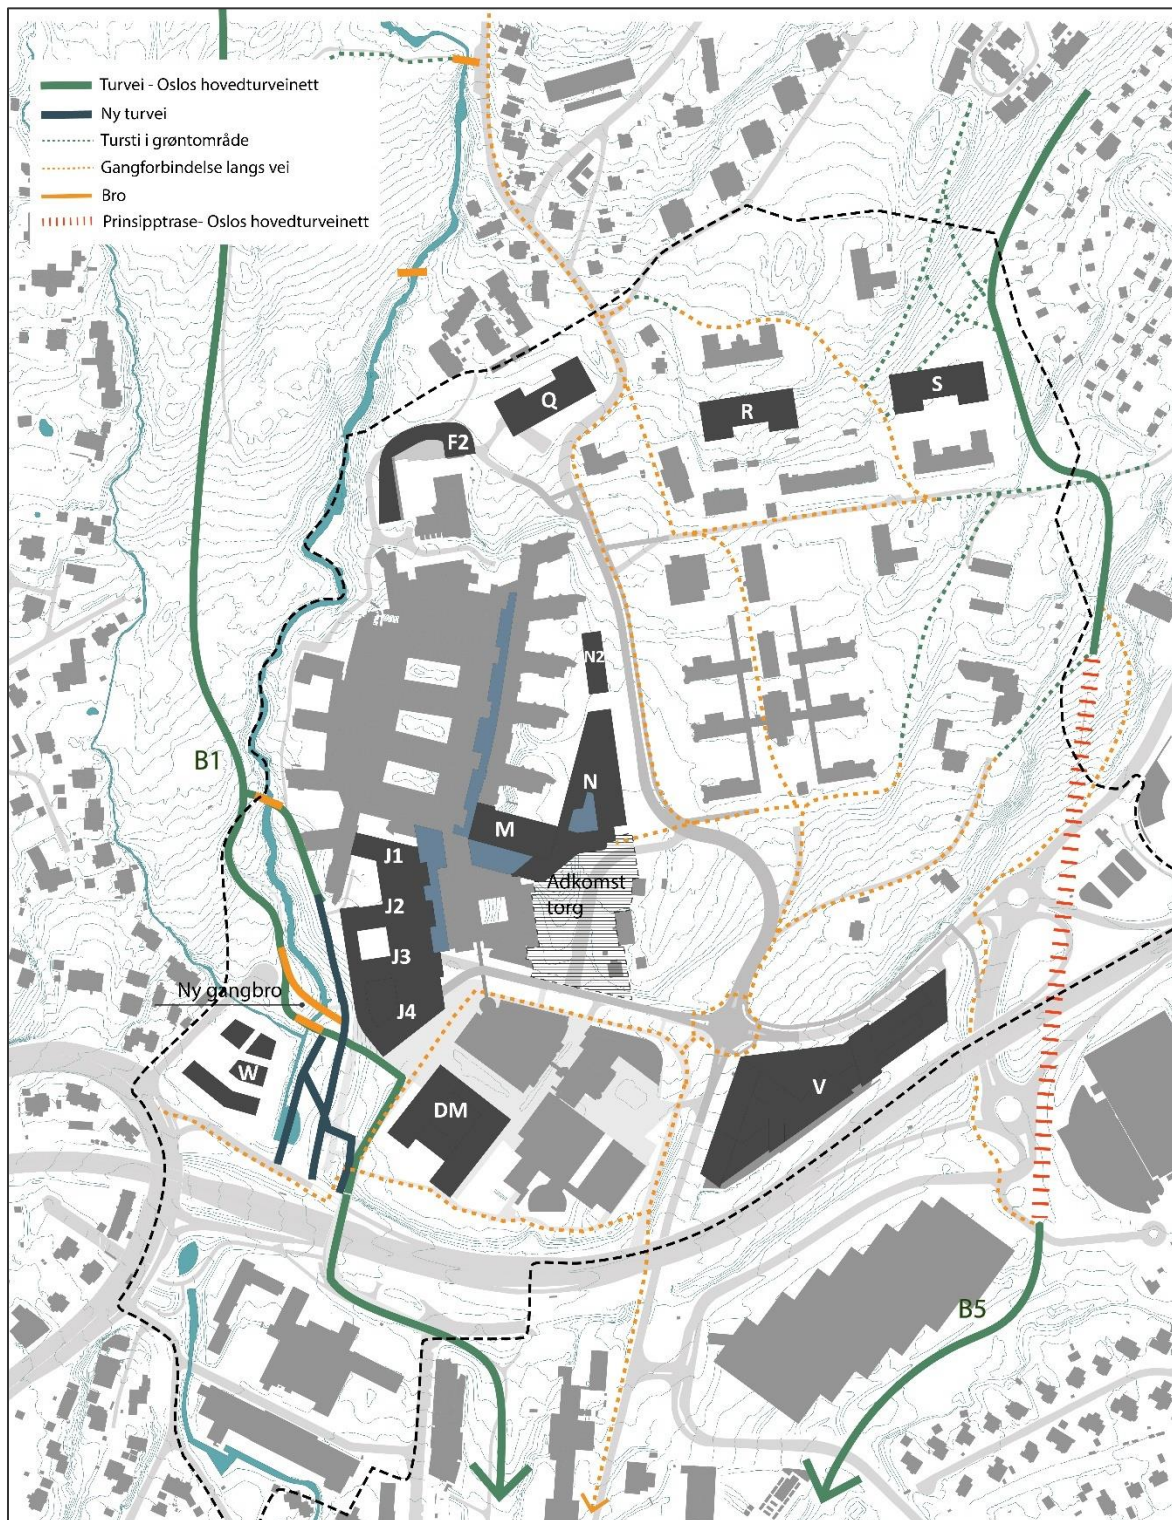 Turvei - Oslos hovedturveinett
Ny turvei
Tursti i grøntområde
Gangforbindelse langs vei
Bro
Prinsipptrase- Oslos hovedturveinett
Q
S
R
F2
N2
B1
N
M
J1
Adkomst
torg
J2
J3
Ny gangbro
J4
W
V
DM
B5